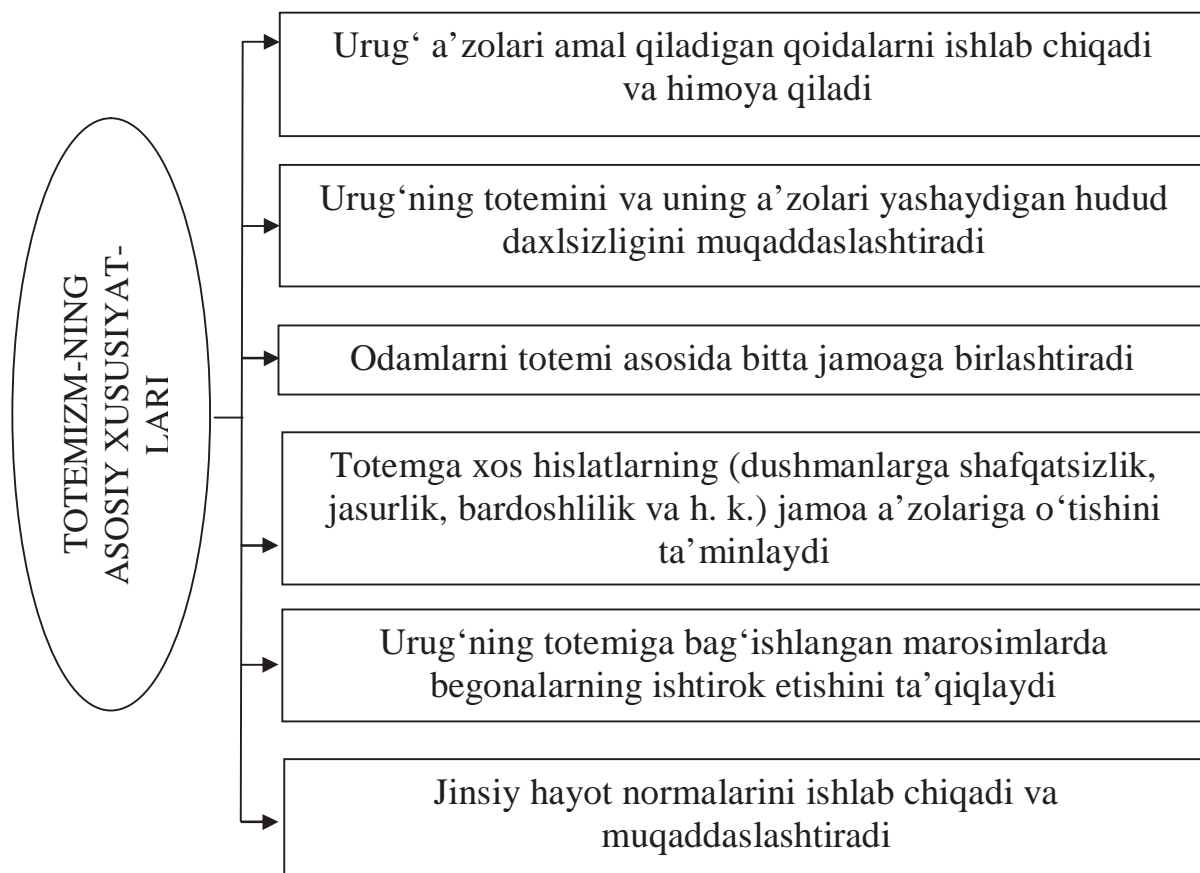 TOTEMIZM-NING
ASOSIY XUSUSIYAT-
LARI
Urug‘ a’zolari amal qiladigan qoidalarni ishlab chiqadi
va himoya qiladi
Urug‘ning totemini va uning a’zolari yashaydigan hudud
daxlsizligini muqaddaslashtiradi
Odamlarni totemi asosida bitta jamoaga birlashtiradi
Totemga xos hislatlarning (dushmanlarga shafqatsizlik,
jasurlik, bardoshlilik va h. k.) jamoa a’zolariga o‘tishini
ta’minlaydi
Urug‘ning totemiga bag‘ishlangan marosimlarda
begonalarning ishtirok etishini ta’qiqlaydi
Jinsiy hayot normalarini ishlab chiqadi va
muqaddaslashtiradi